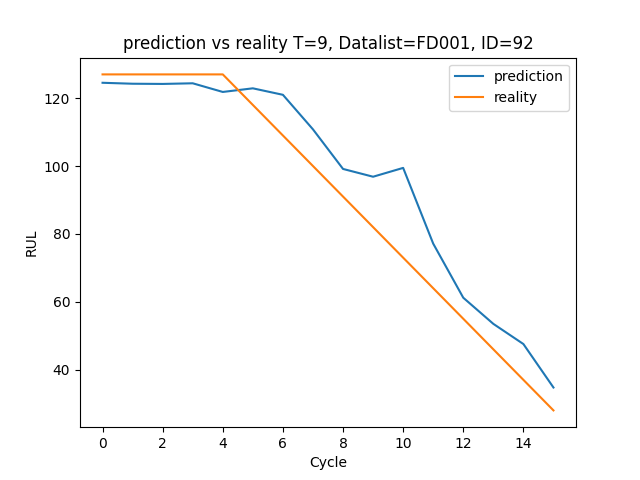 prediction vs reality T=9, Datalist=FD001, ID=92
prediction
reality
RUL
120
100
80
60
40
0 2 4 6 8 10 12 14
Cycle